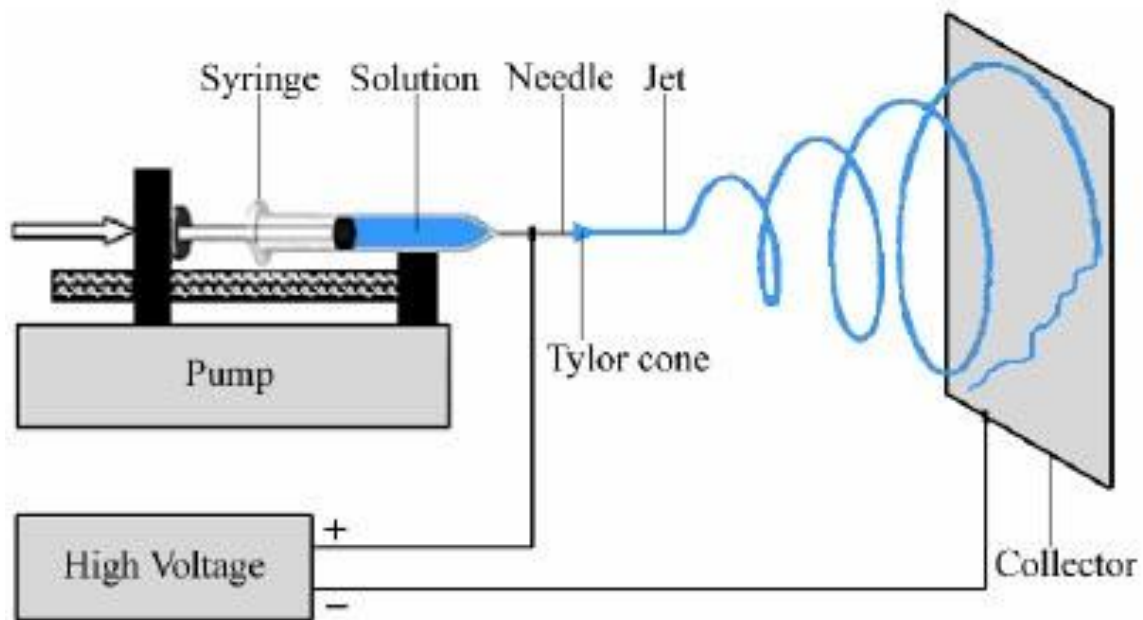 Syringe
Solution
Needle
Jet
Tylor cone
Pump
+
High Voltage
−
Collector